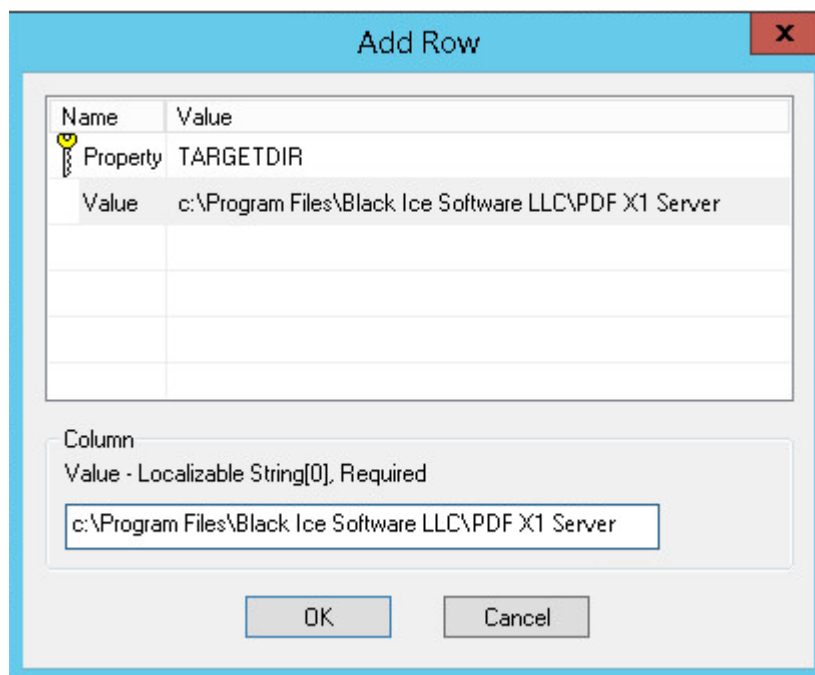 Add Row
x
Name Value
Property TARGETDIR
Value c:\Program Files\Black Ice Software LLC\PDF X1 Server
Column
Value - Localizable String[0], Required
c:\Program Files\Black Ice Software LLC\PDF X1 Server
OK Cancel